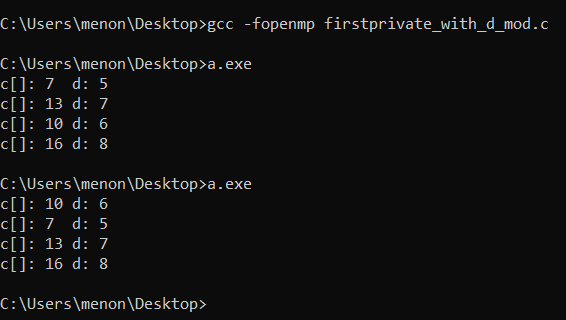 C:\Users\menon\Desktop>gcc -fopenmp firstprivate_with_d_mod.c
C:\Users\menon\Desktop>a.exe
c[]: 7  d: 5
c[]: 13 d: 7
c[]: 10 d: 6
c[]: 16 d: 8
C:\Users\menon\Desktop>a.exe
c[]: 10 d: 6
c[]: 7  d: 5
c[]: 13 d: 7
c[]: 16 d: 8
C:\Users\menon\Desktop>